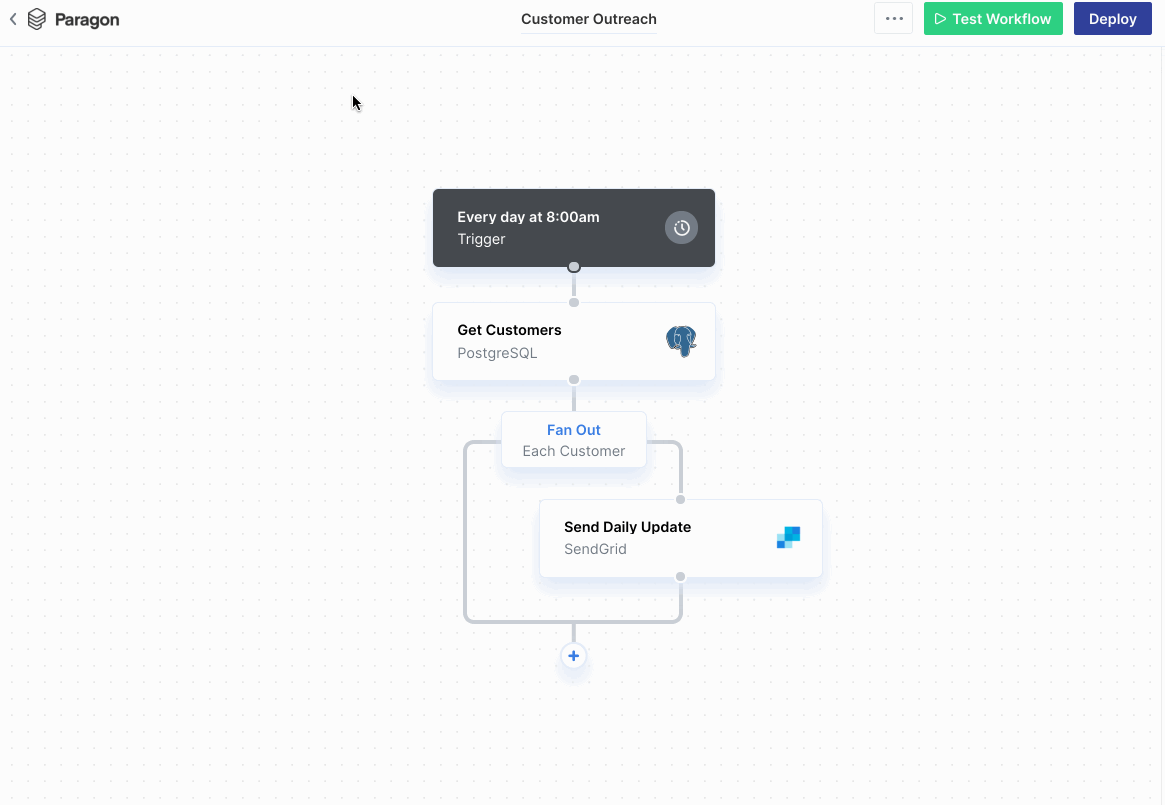 Paragon
Customer Outreach
Test Workflow
Deploy
Every day at 8:00am
Trigger
Get Customers
PostgreSQL
Fan Out
Each Customer
Send Daily Update
SendGrid